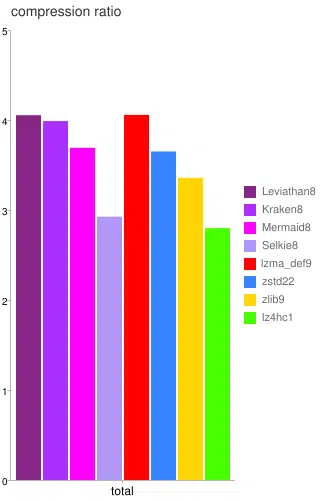 compression ratio
5
4
3
2
1
0
total
Leviathan8
Kraken8
Mermaid8
Selkie8
lzma_def9
zstd22
zlib9
lz4hc1